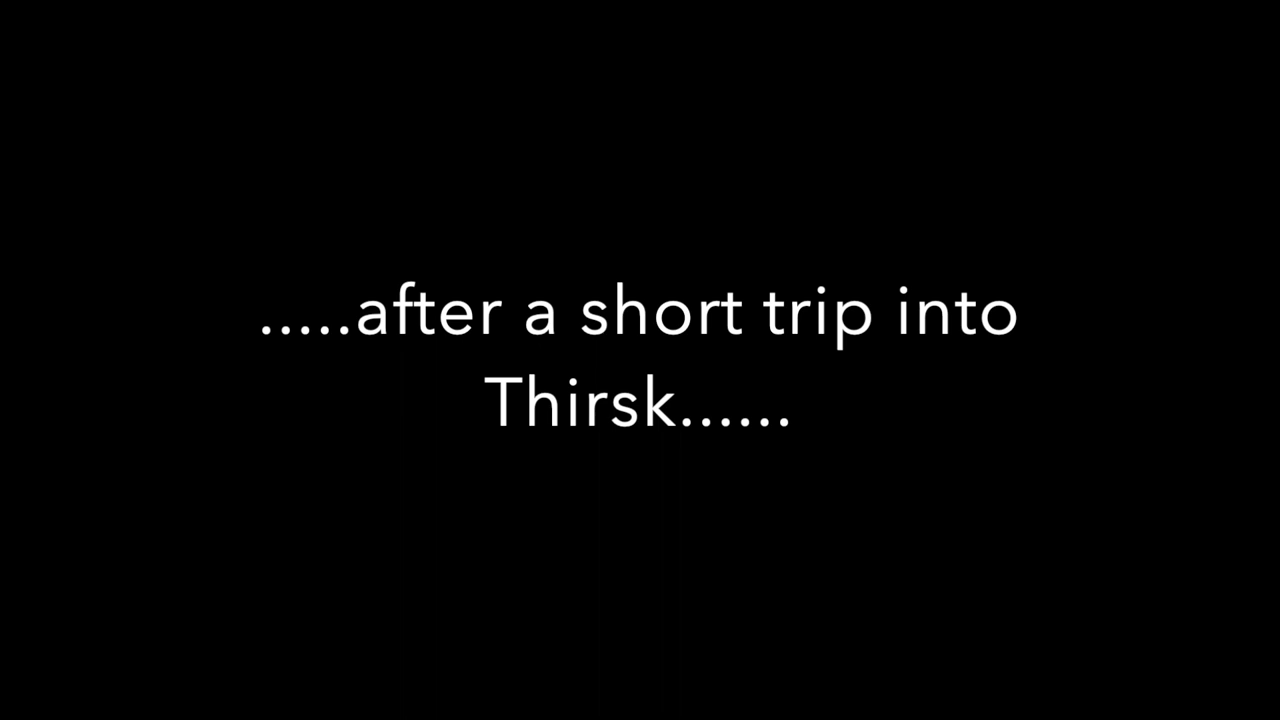 .....after a short trip into
Thirsk......